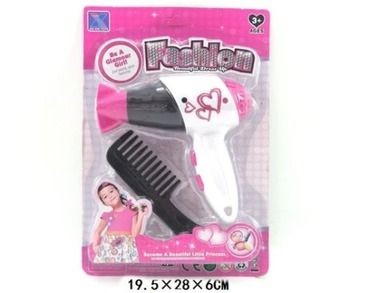 3+
AGES
Be A
Glamour
Girl!
Fashion
Become A Beautiful Little Princess
19.5×28×6CM